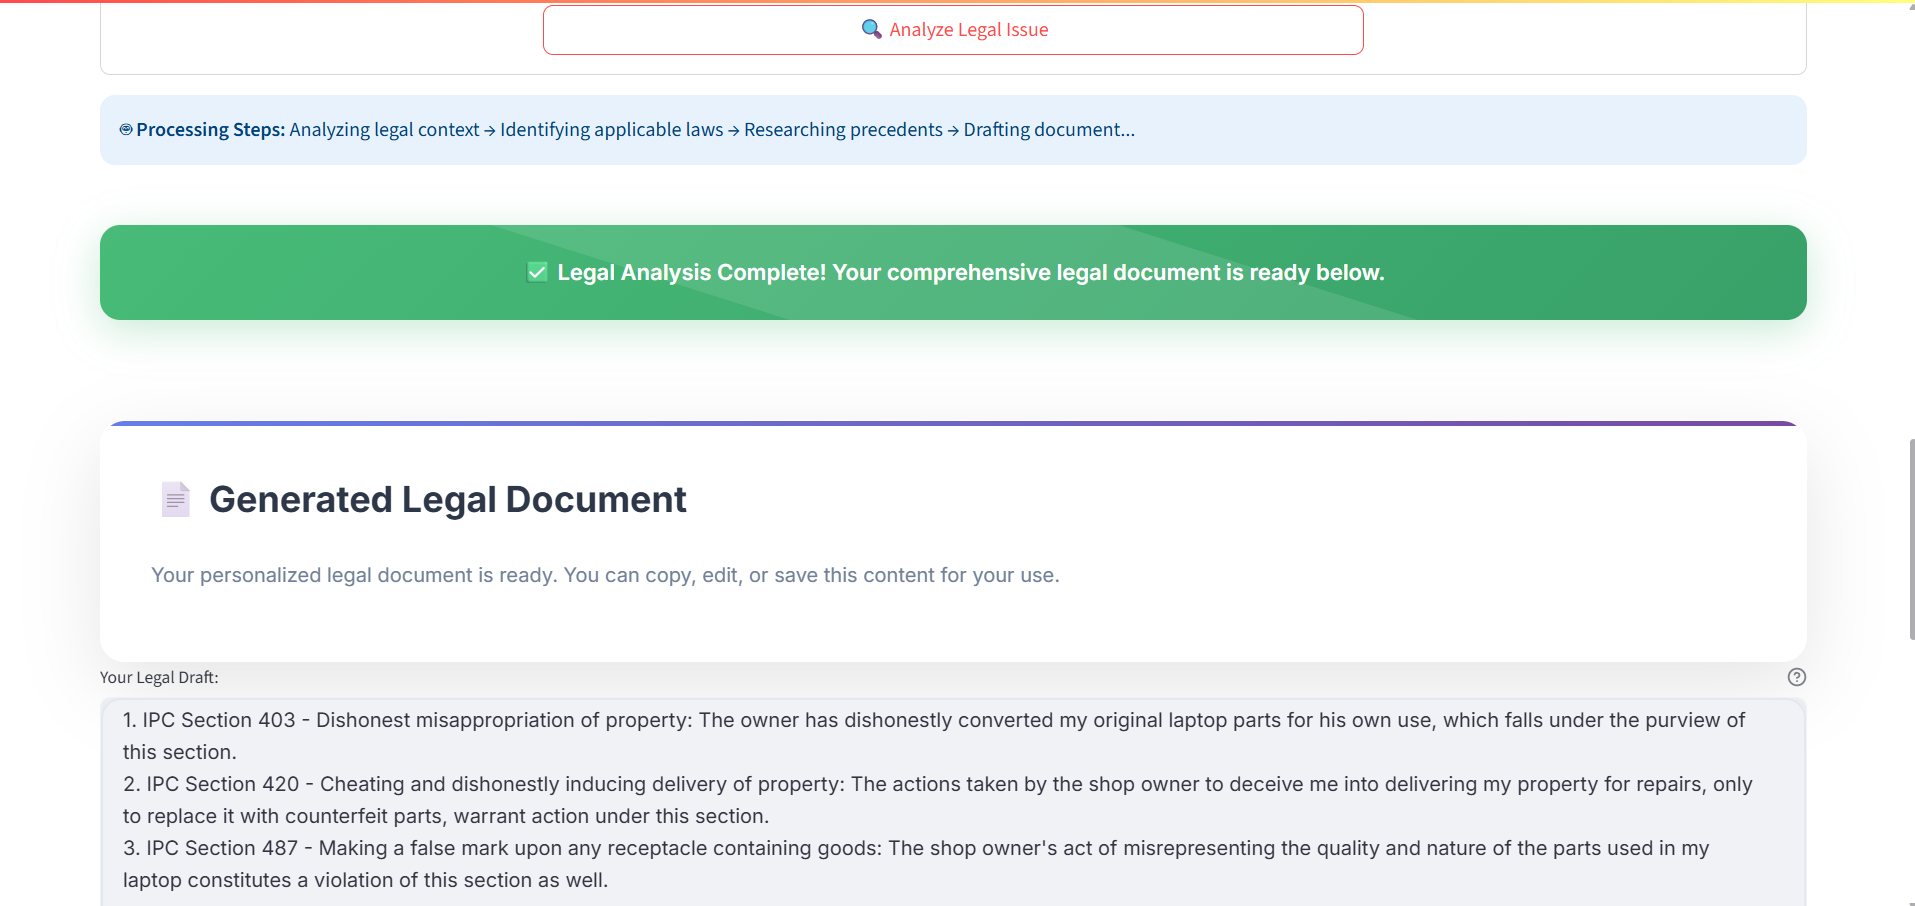 Analyze Legal Issue
Processing Steps: Analyzing legal context → Identifying applicable laws → Researching precedents → Drafting document...
Legal Analysis Complete! Your comprehensive legal document is ready below.
Generated Legal Document
Your personalized legal document is ready. You can copy, edit, or save this content for your use.
Your Legal Draft:
1. IPC Section 403 - Dishonest misappropriation of property: The owner has dishonestly converted my original laptop parts for his own use, which falls under the purview of
this section.
2. IPC Section 420 - Cheating and dishonestly inducing delivery of property: The actions taken by the shop owner to deceive me into delivering my property for repairs, only
to replace it with counterfeit parts, warrant action under this section.
3. IPC Section 487 - Making a false mark upon any receptacle containing goods: The shop owner's act of misrepresenting the quality and nature of the parts used in my
laptop constitutes a violation of this section as well.